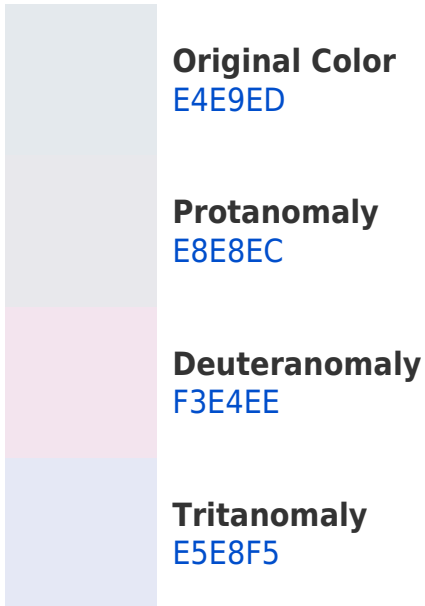 Original Color
E4E9ED
Protanomaly
E8E8EC
Deuteranomaly
F3E4EE
Tritanomaly
E5E8F5